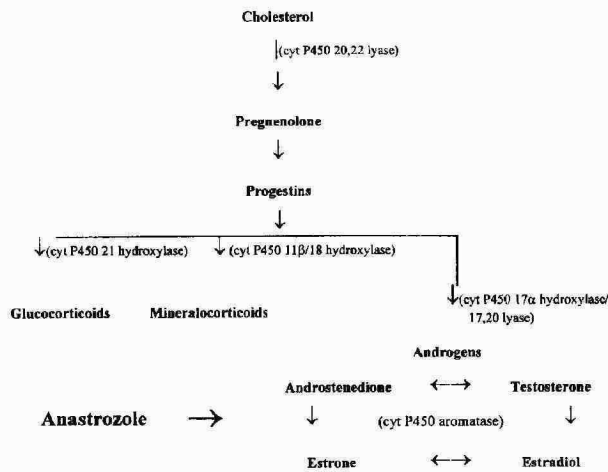 Cholesterol
(cyt P450 20,22 lyase)
Pregnenolone
Progestins
(cyt P450 21 hydroxylase) (cyt P450 11β/18 hydroxylase)
(cyt P450 17α hydroxylase/
17,20 lyase)
Glucocorticoids Mineralocorticoids
Androgens
Androstenedione Testosterone
Anastrozole (cyt P450 aromatase)
Estrone Estradiol